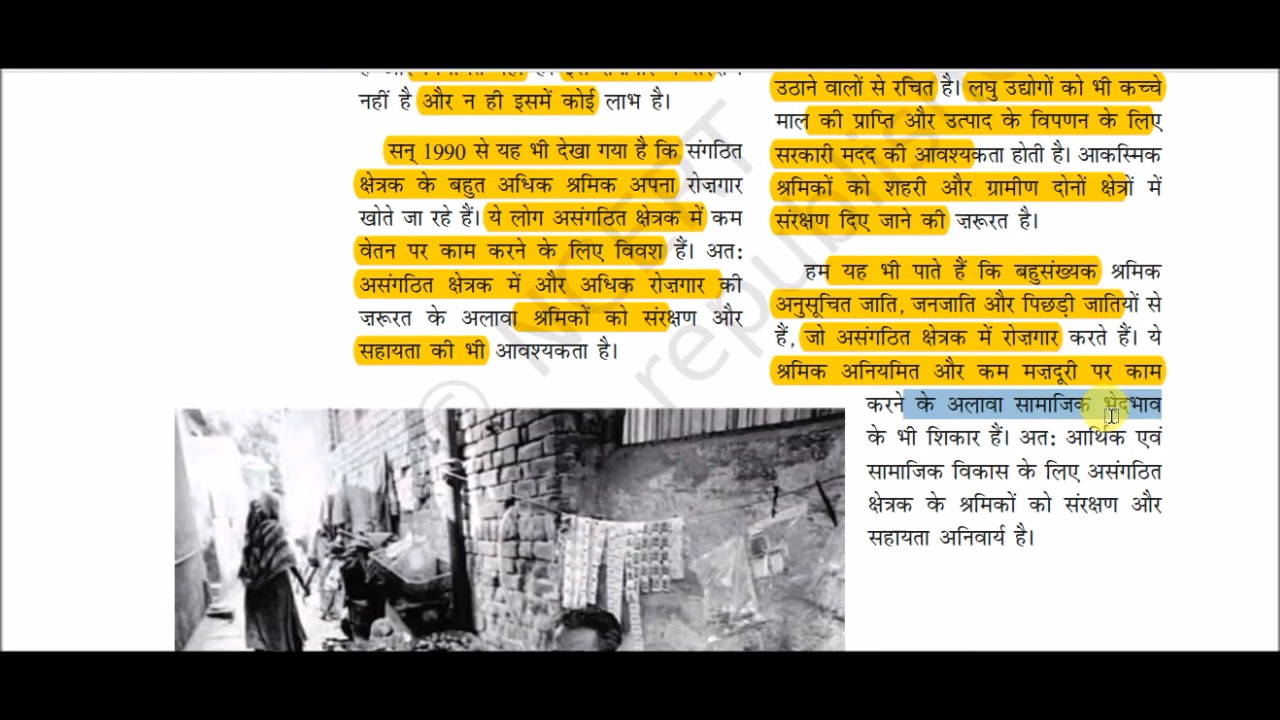 नहीं है और न ही इसमें कोई लाभ है।
सन् 1990 से यह भी देखा गया है कि संगठित
क्षेत्रक के बहुत अधिक श्रमिक अपना रोज़गार
खोते जा रहे हैं। ये लोग असंगठित क्षेत्रक में कम
वेतन पर काम करने के लिए विवश हैं। अत:
असंगठित क्षेत्रक में और अधिक रोज़गार की
ज़रूरत के अलावा श्रमिकों को संरक्षण और
सहायता की भी आवश्यकता है।
उठाने वालों से रचित है। लघु उद्योगों को भी कच्चे
माल की प्राप्ति और उत्पाद के विपणन के लिए
सरकारी मदद की आवश्यकता होती है। आकस्मिक
श्रमिकों को शहरी और ग्रामीण दोनों क्षेत्रों में
संरक्षण दिए जाने की ज़रूरत है।
हम यह भी पाते हैं कि बहुसंख्यक श्रमिक
अनुसूचित जाति, जनजाति और पिछड़ी जातियों से
हैं, जो असंगठित क्षेत्रक में रोज़गार करते हैं। ये
श्रमिक अनियमित और कम मज़दूरी पर काम
करने के अलावा सामाजिक भेदभाव
के भी शिकार हैं। अत: आर्थिक एवं
सामाजिक विकास के लिए असंगठित
क्षेत्रक के श्रमिकों को संरक्षण और
सहायता अनिवार्य है।
© NCERT
republish